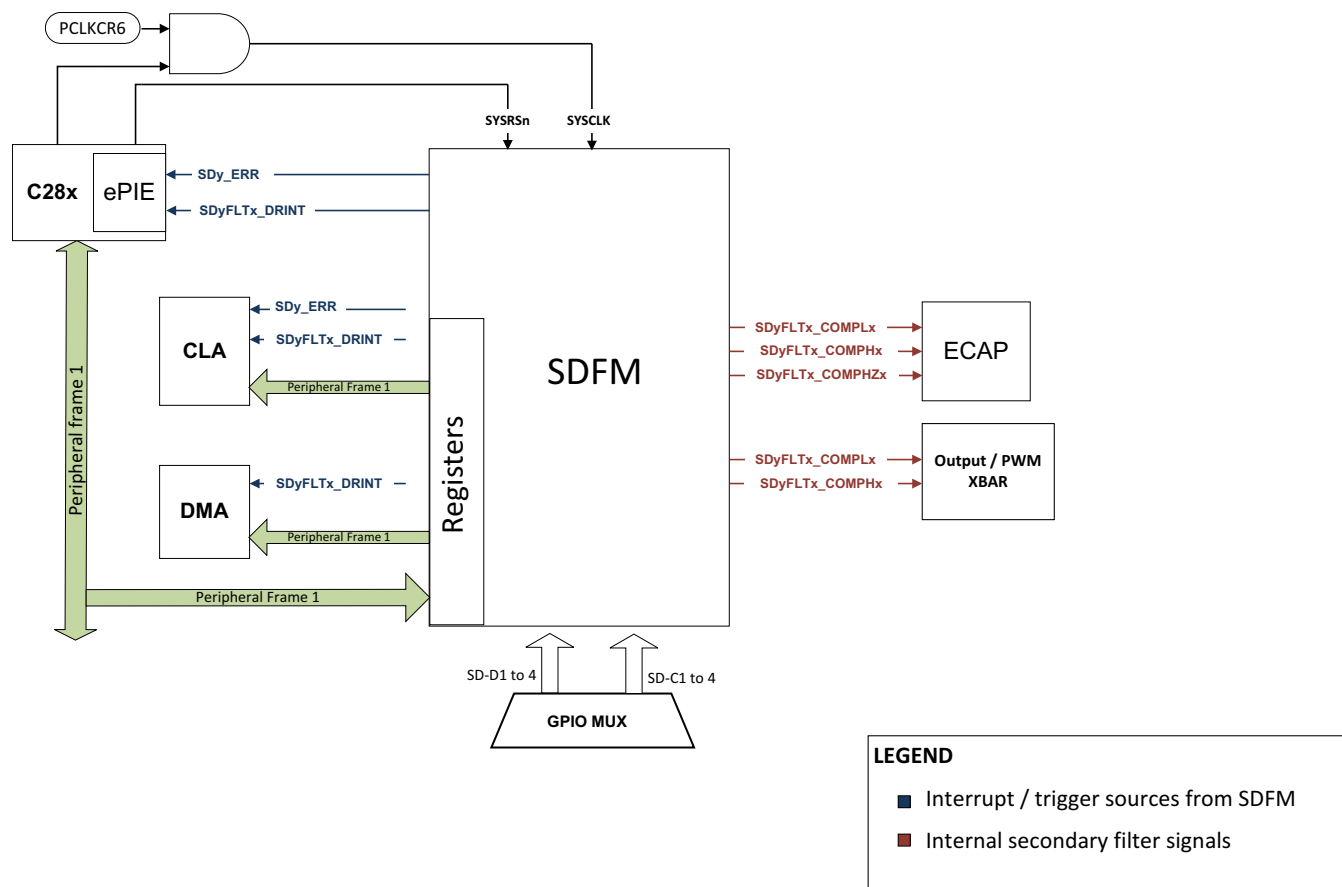 PCLKCR6
SYSRSn
SYSCLK
C28x
ePIE
SDy_ERR
SDyFLTx_DRINT
CLA
SDy_ERR
SDyFLTx_DRINT
Peripheral Frame 1
DMA
SDyFLTx_DRINT
Peripheral Frame 1
Peripheral frame 1
Peripheral Frame 1
Registers
SDFM
SDyFLTx_COMPLx
SDyFLTx_COMPHx
SDyFLTx_COMPHZx
ECAP
SDyFLTx_COMPLx
SDyFLTx_COMPHx
Output / PWM
XBAR
SD-D1 to 4
SD-C1 to 4
GPIO MUX
LEGEND
Interrupt / trigger sources from SDFM
Internal secondary filter signals